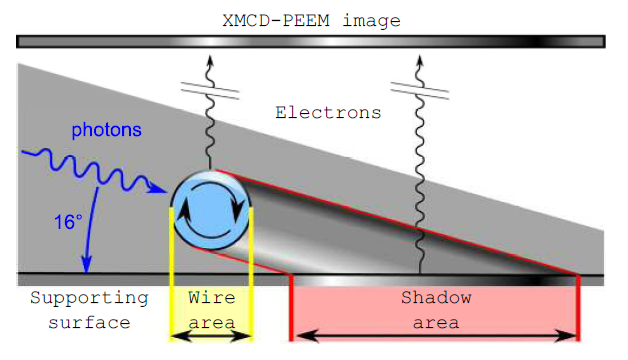 XMCD-PEEM image
Electrons
photons
16°
Supporting
surface
Wire
area
Shadow
area